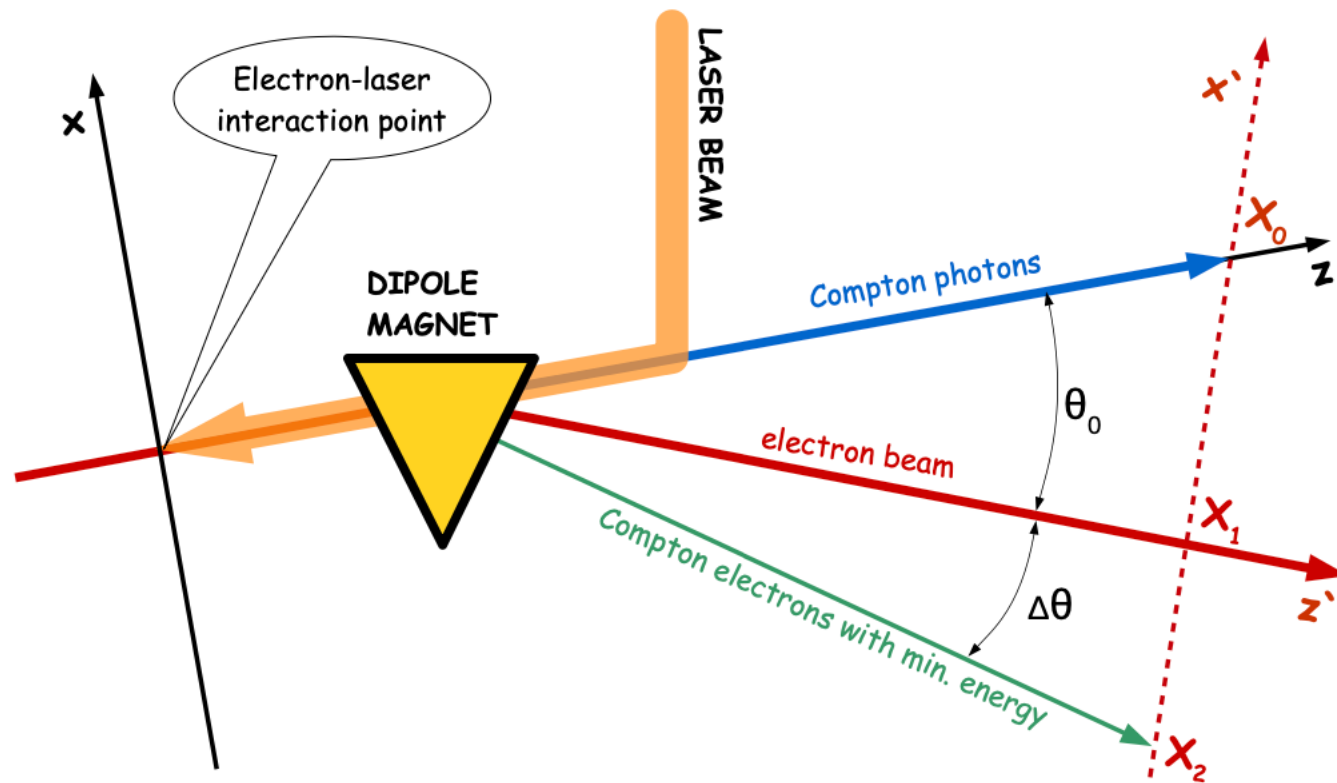 Electron-laser
interaction point
x
LASER BEAM
DIPOLE
MAGNET
Compton photons
x`
X₀
z
θ₀
electron beam
X₁
z`
Δθ
Compton electrons with min. energy
X₂